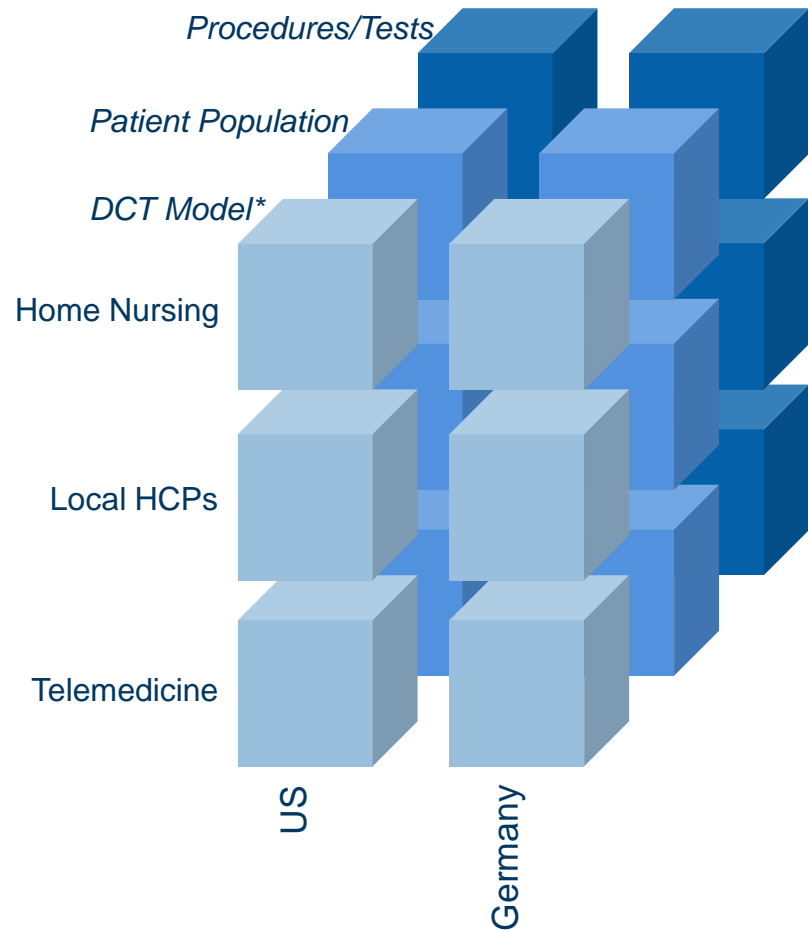 Procedures/Tests
Patient Population
DCT Model*
Home Nursing
Local HCPs
Telemedicine
US
Germany